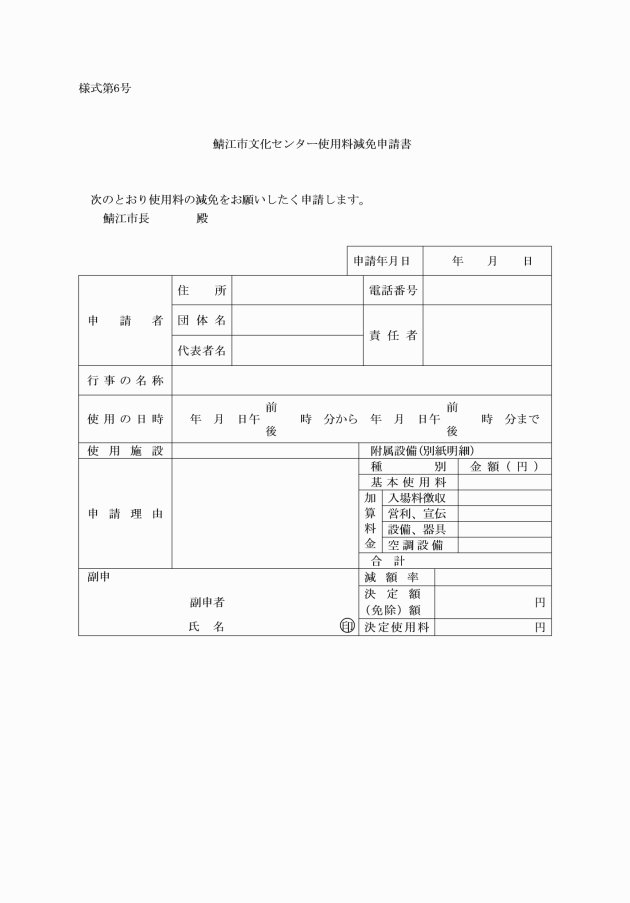 様式第6号
鯖江市文化センター使用料減免申請書
次のとおり使用料の減免をお願いしたく申請します。
鯖江市長　　　　殿
申請年月日　　年　　月　　日
申請者　住所　電話番号
団体名　責任者
代表者名
行事の名称
使用の日時　年　月　日午　前　後　時　分から　年　月　日午　前　後　時　分まで
使用施設　附属設備(別紙明細)
申請理由　種別　金額(円)
基本使用料
加算料金　入場料徴収
営利、宣伝
設備、器具
空調設備
合計
副申　減額率
副申者　決定額
(免除)額　円
氏名　印　決定使用料　円